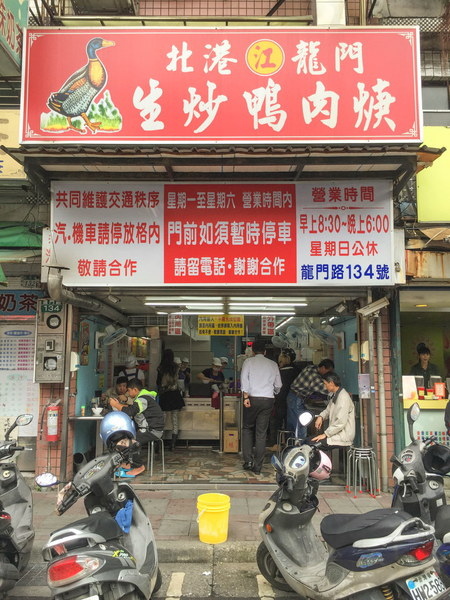 北港 江 龍門
生炒鴨肉焿
共同維護交通秩序
汽·機車請停放格內
敬請合作
星期一至星期六 營業時間內
門前如須暫時停車
請留電話·謝謝合作
營業時間
早上8:30~晚上6:00
星期日公休
龍門路134號
奶茶
134